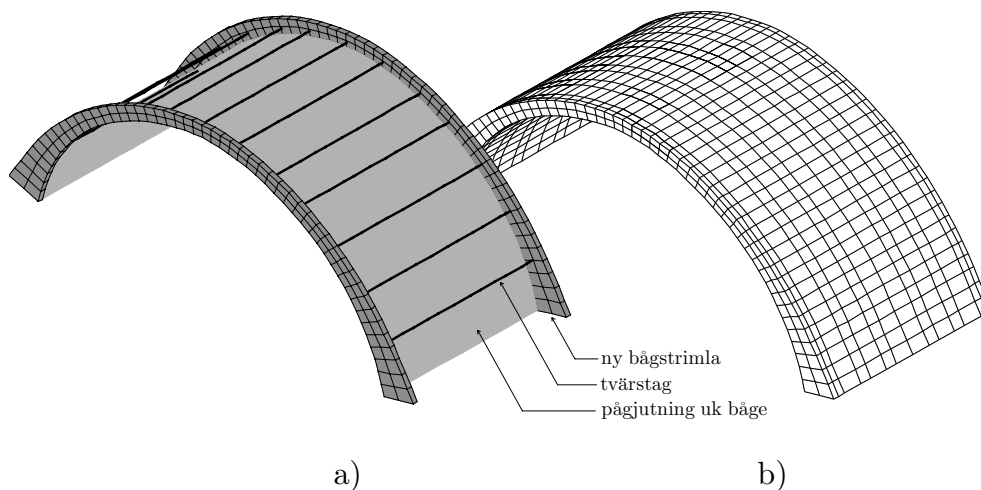 ny bågstrimla
tvärstag
pågjutning uk båge
a)
b)